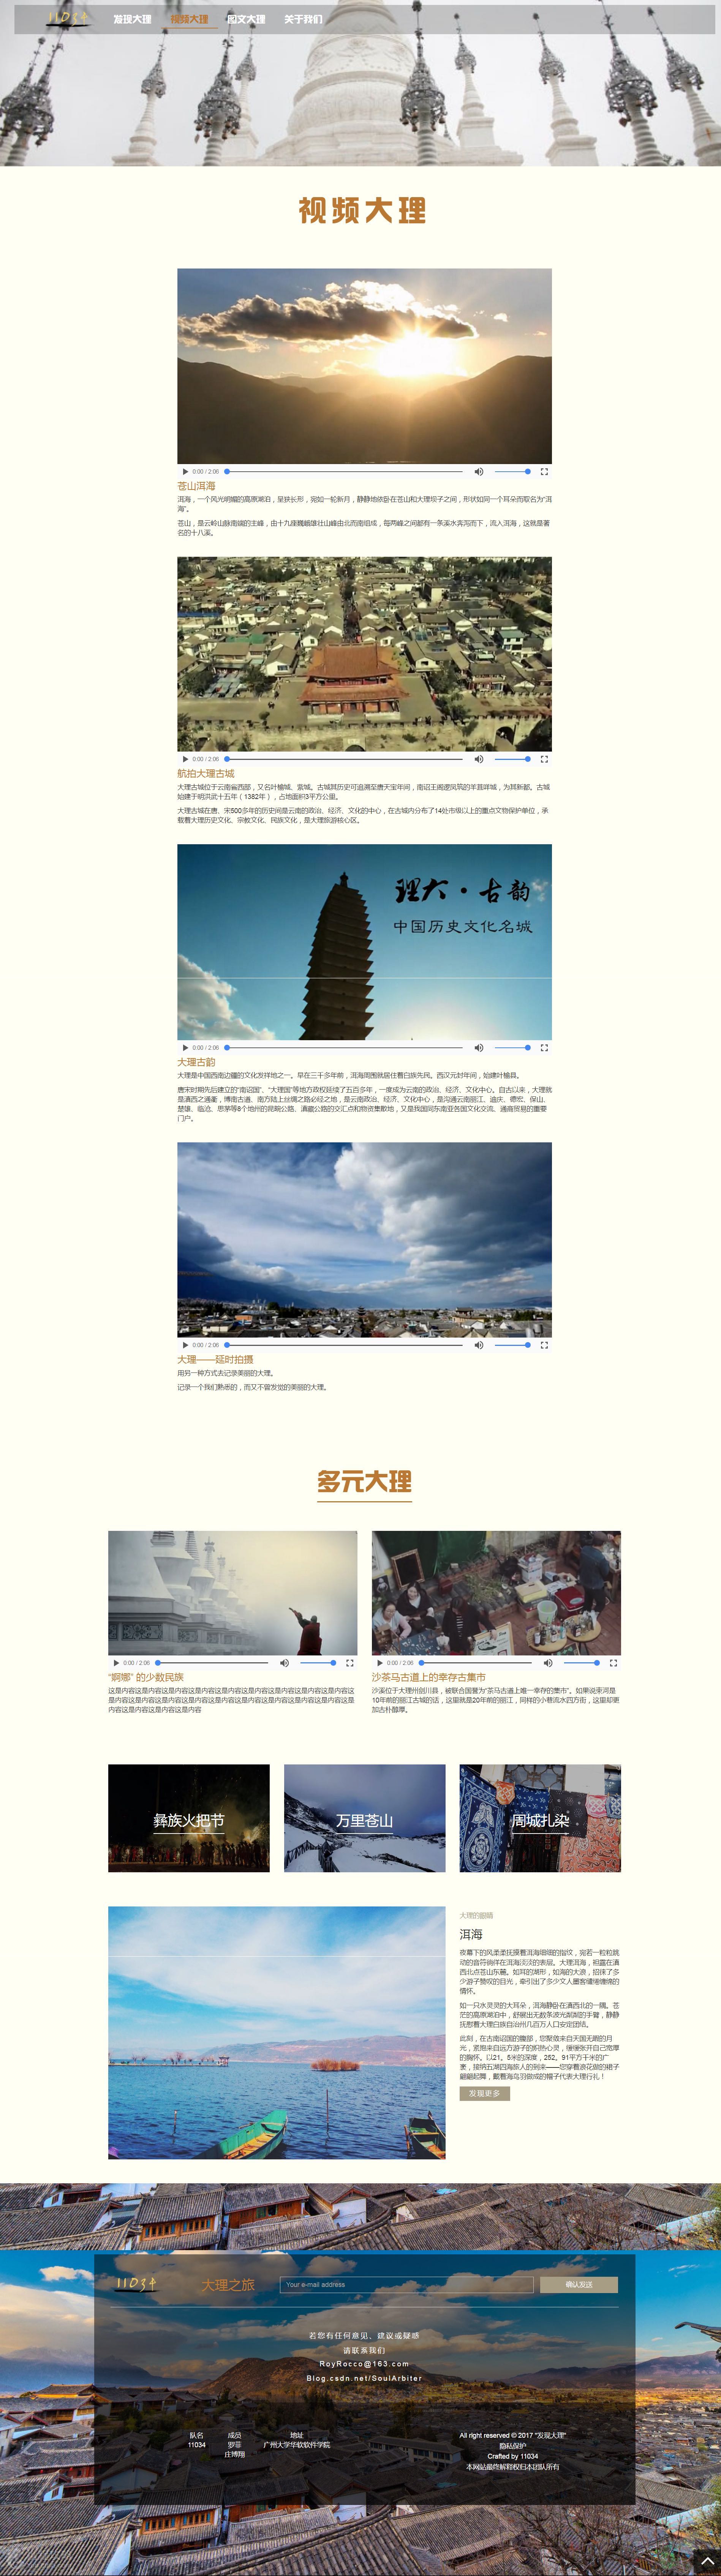 11034
发现大理
视频大理
图文大理
关于我们
视频大理
0:00 / 2:06
苍山洱海
洱海，一个风光明媚的高原湖泊，呈狭长形，宛如一轮新月，静静地依卧在苍山和大理坝子之间，形状如同一个耳朵而取名为“洱
海”。
苍山，是云岭山脉南端的主峰，由十九座巍峨雄壮山峰由北而南组成，每两峰之间都有一条溪水奔泻而下，流入洱海，这就是著
名的十八溪。
0:00 / 2:06
航拍大理古城
大理古城位于云南省西部，又名叶榆城、紫城。古城其历史可追溯至唐天宝年间，南诏王阁逻凤筑的羊苴咩城，为其新都。古城
始建于明洪武十五年（1382年），占地面积3平方公里。
大理古城在唐、宋500多年的历史间是云南的政治、经济、文化的中心，在古城内分布了14处市级以上的重点文物保护单位，承
载着大理历史文化、宗教文化、民族文化，是大理旅游核心区。
理大·古韵
中国历史文化名城
0:00 / 2:06
大理古韵
大理是中国西南边疆的文化发祥地之一。早在三千多年前，洱海周围就居住着白族先民。西汉元封年间，始建叶榆县。
唐宋时期先后建立的“南诏国”、“大理国”等地方政权延续了五百多年，一度成为云南的政治、经济、文化中心。自古以来，大理就
是滇西之通衢，博南古道、南方陆上丝绸之路必经之地，是云南政治、经济、文化中心，是沟通云南丽江、迪庆、德宏、保山、
楚雄、临沧、思茅等8个地州的昆畹公路、滇藏公路的交汇点和物资集散地，又是我国同东南亚各国文化交流、通商贸易的重要
门户。
0:00 / 2:06
大理——延时拍摄
用另一种方式去记录美丽的大理。
记录一个我们熟悉的，而又不曾发觉的美丽的大理。
多元大理
0:00 / 2:06
“婀娜” 的少数民族
这是内容这是内容这是内容这是内容这是内容这是内容这是内容这是内容这是内容这
是内容这是内容这是内容这是内容这是内容这是内容这是内容这是内容这是内容这是
内容这是内容这是内容这是内容
0:00 / 2:06
沙茶马古道上的幸存古集市
沙溪位于大理州剑川县，被联合国誉为“茶马古道上唯一幸存的集市”。如果说束河是
10年前的丽江古城的话，这里就是20年前的丽江，同样的小巷流水四方街，这里却更
加古朴醇厚。
彝族火把节
万里苍山
周城扎染
大理的眼睛
洱海
夜幕下的风柔柔抚摸着洱海细细的指纹，宛若一粒粒跳
动的音符徜徉在洱海淡淡的表层。大理洱海，袒露在滇
西北点苍山东麓。如耳的湖形，如海的大浪，招徕了多
少游子赞叹的目光，牵引出了多少文人墨客缠绻缠绵的
情怀。
如一只水灵灵的大耳朵，洱海静卧在滇西北的一隅。苍
茫的高原湖泊中，舒展出无数条波光粼粼的手臂，静静
抚慰着大理白族自治州几百万人口安定团结。
此刻，在古南诏国的腹部，您聚敛来自天国无暇的月
光，紧抱来自远方游子的炽热心灵，缓缓张开自己宽厚
的胸怀。以21。5米的深度，252。91平方千米的广
袤，接纳五湖四海旅人的到来——您穿着浪花做的裙子
翩翩起舞，戴着海鸟羽做成的帽子代表大理行礼！
发现更多
11034
大理之旅
Your e-mail address
确认发送
若您有任何意见、建议或疑惑
请联系我们
RoyRocco@163.com
Blog.csdn.net/SoulArbiter
队名
11034
成员
罗菲
庄博翔
地址
广州大学华软软件学院
All right reserved © 2017 “发现大理”
隐私保护
Crafted by 11034
本网站最终解释权归本团队所有